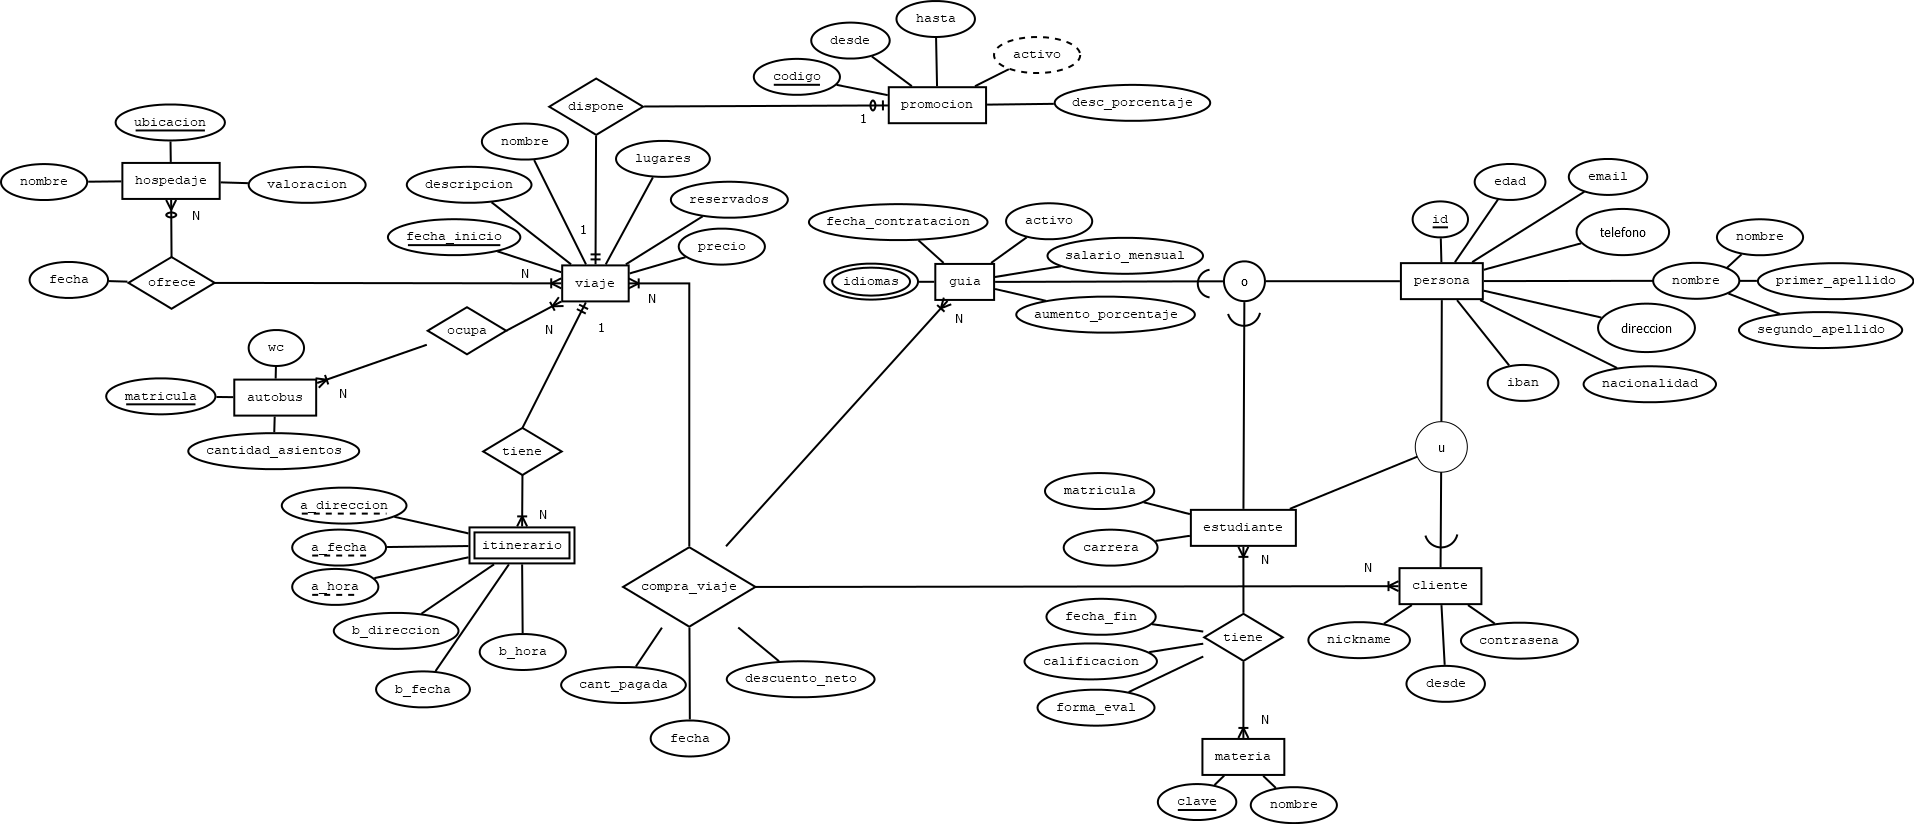 hasta
desde
activo
codigo
desc_porcentaje
promocion
dispone
1
ubicacion
nombre
lugares
edad
email
nombre
hospedaje
valoracion
descripcion
reservados
id
telefono
nombre
N
1
fecha_inicio
precio
fecha_contratacion
activo
salario_mensual
fecha
ofrece
N
viaje
N
idiomas
guia
o
persona
nombre
primer_apellido
ocupa
N
1
N
aumento_porcentaje
direccion
segundo_apellido
wc
matricula
autobus
N
iban
nacionalidad
cantidad_asientos
tiene
u
a_direccion
N
matricula
estudiante
a_fecha
itinerario
carrera
N
N
a_hora
compra_viaje
cliente
b_direccion
fecha_fin
tiene
nickname
contrasena
b_hora
calificacion
b_fecha
cant_pagada
descuento_neto
desde
forma_eval
N
fecha
materia
clave
nombre